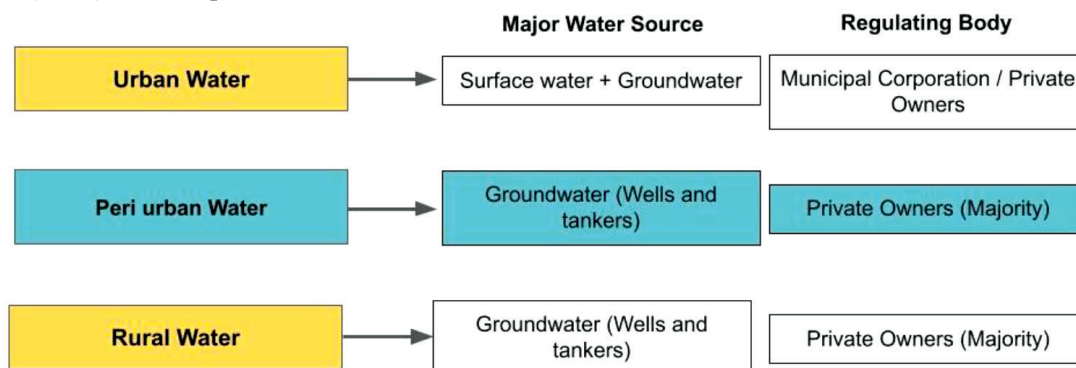 Major Water Source
Regulating Body
Urban Water
Surface water + Groundwater
Municipal Corporation / Private
Owners
Peri urban Water
Groundwater (Wells and
tankers)
Private Owners (Majority)
Rural Water
Groundwater (Wells and
tankers)
Private Owners (Majority)